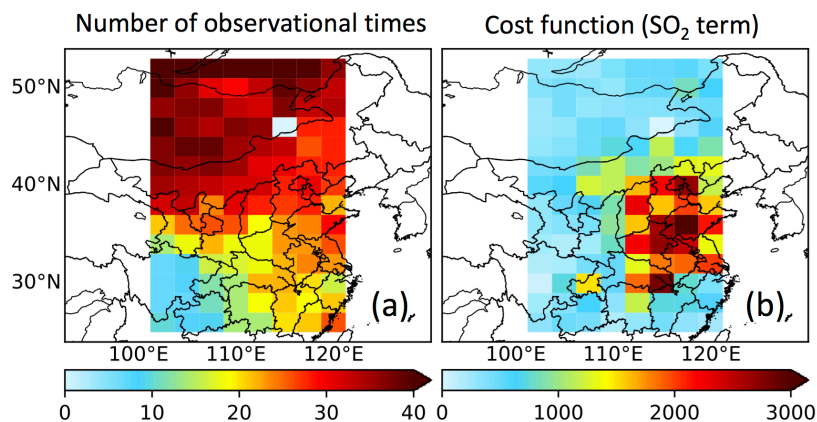 Number of observational times
Cost function (SO₂ term)
50°N
40°N
30°N
(a)
(b)
100°E 110°E 120°E
100°E 110°E 120°E
0 10 20 30 40
0 1000 2000 3000